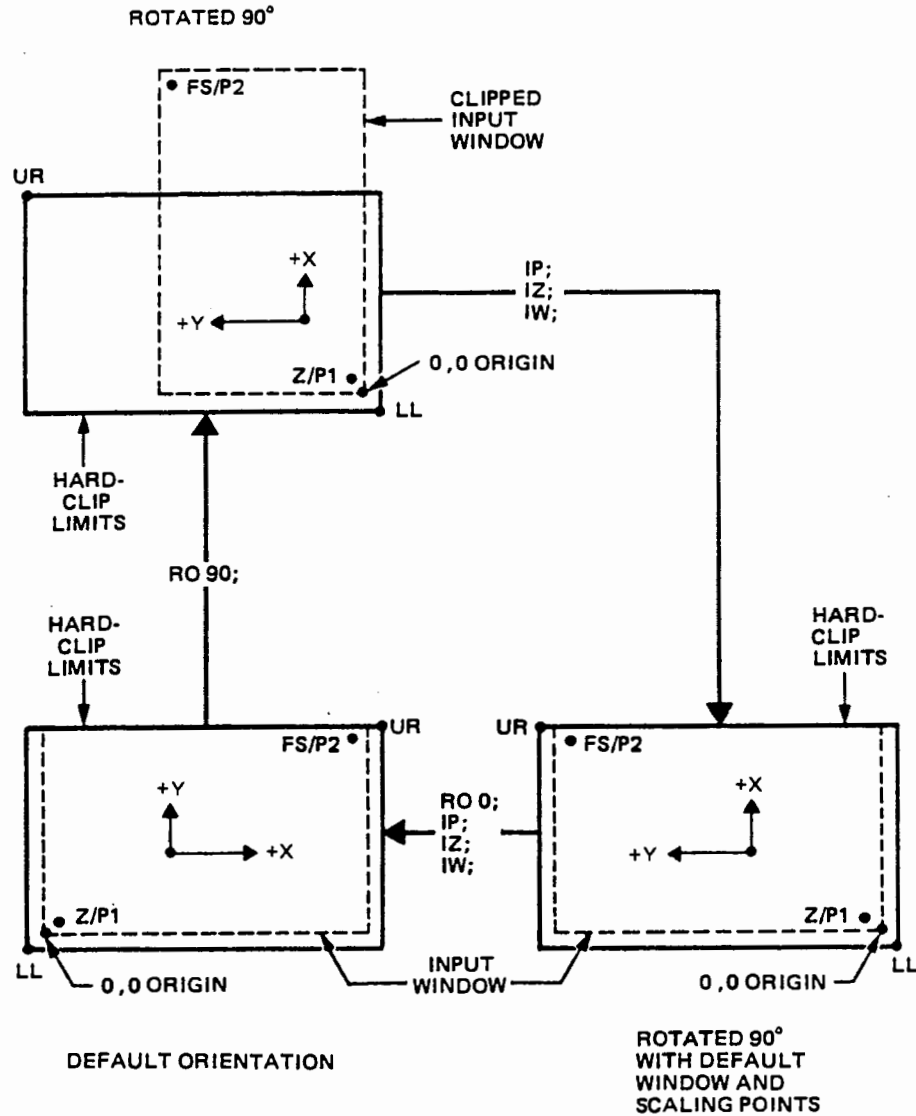 ROTATED 90°
FS/P2
CLIPPED
INPUT
WINDOW
UR
+X
+Y
IP;
IZ;
IW;
Z/P1
0,0 ORIGIN
LL
HARD-
CLIP
LIMITS
RO 90;
HARD-
CLIP
LIMITS
HARD-
CLIP
LIMITS
UR
FS/P2
+Y
+X
Z/P1
LL
0,0 ORIGIN
RO 0;
IP;
IZ;
IW;
UR
FS/P2
+X
+Y
Z/P1
LL
0,0 ORIGIN
INPUT
WINDOW
DEFAULT ORIENTATION
ROTATED 90°
WITH DEFAULT
WINDOW AND
SCALING POINTS